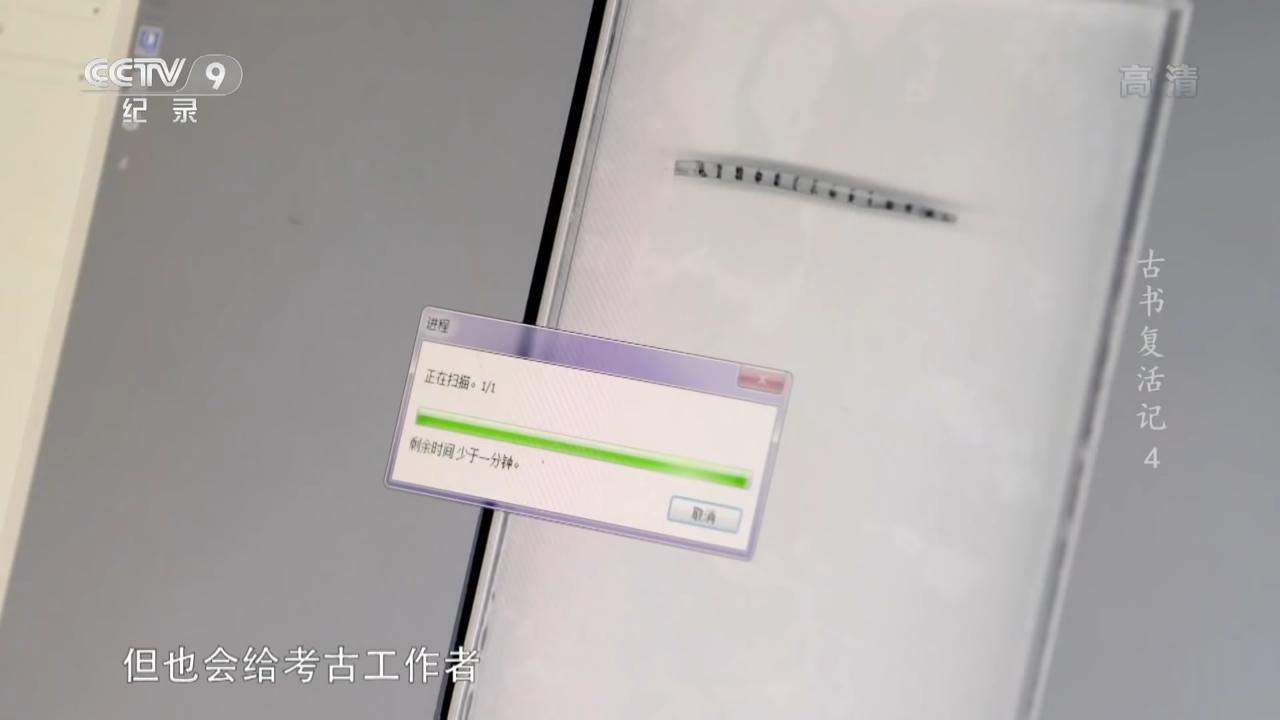 CCTV 9
纪录
高清
古书复活记 4
进程
正在扫描。1/1
剩余时间少于一分钟。
取消
但也会给考古工作者